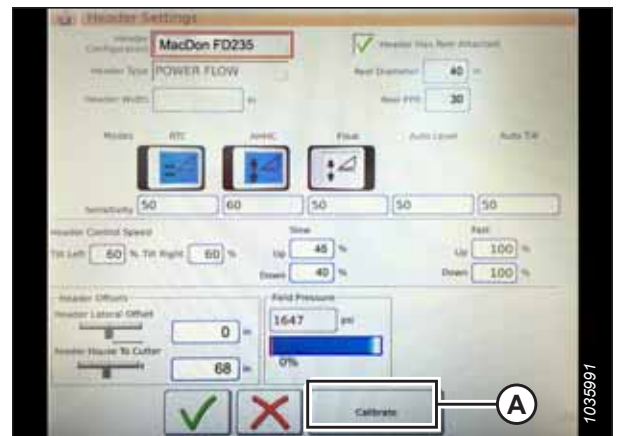 Header Settings
Header Configuration MacDon FD235
Header Has Reel Attached
Header Type POWER FLOW
Reel Diameter 40 in
Header Width in
Reel PPR 30
Modes RTC AHHC Float Auto Level Auto Tilt
Sensitivity 50 60 50 50 50
Header Control Speed Slow Fast
Tilt Left 60 % Tilt Right 60 % Up 48 % Up 100 %
Down 40 % Down 100 %
Header Offsets Field Pressure
Header Lateral Offset
0 in 1647 psi
Feeder House To Cutter
68 in 0%
Calibrate
A
1035991